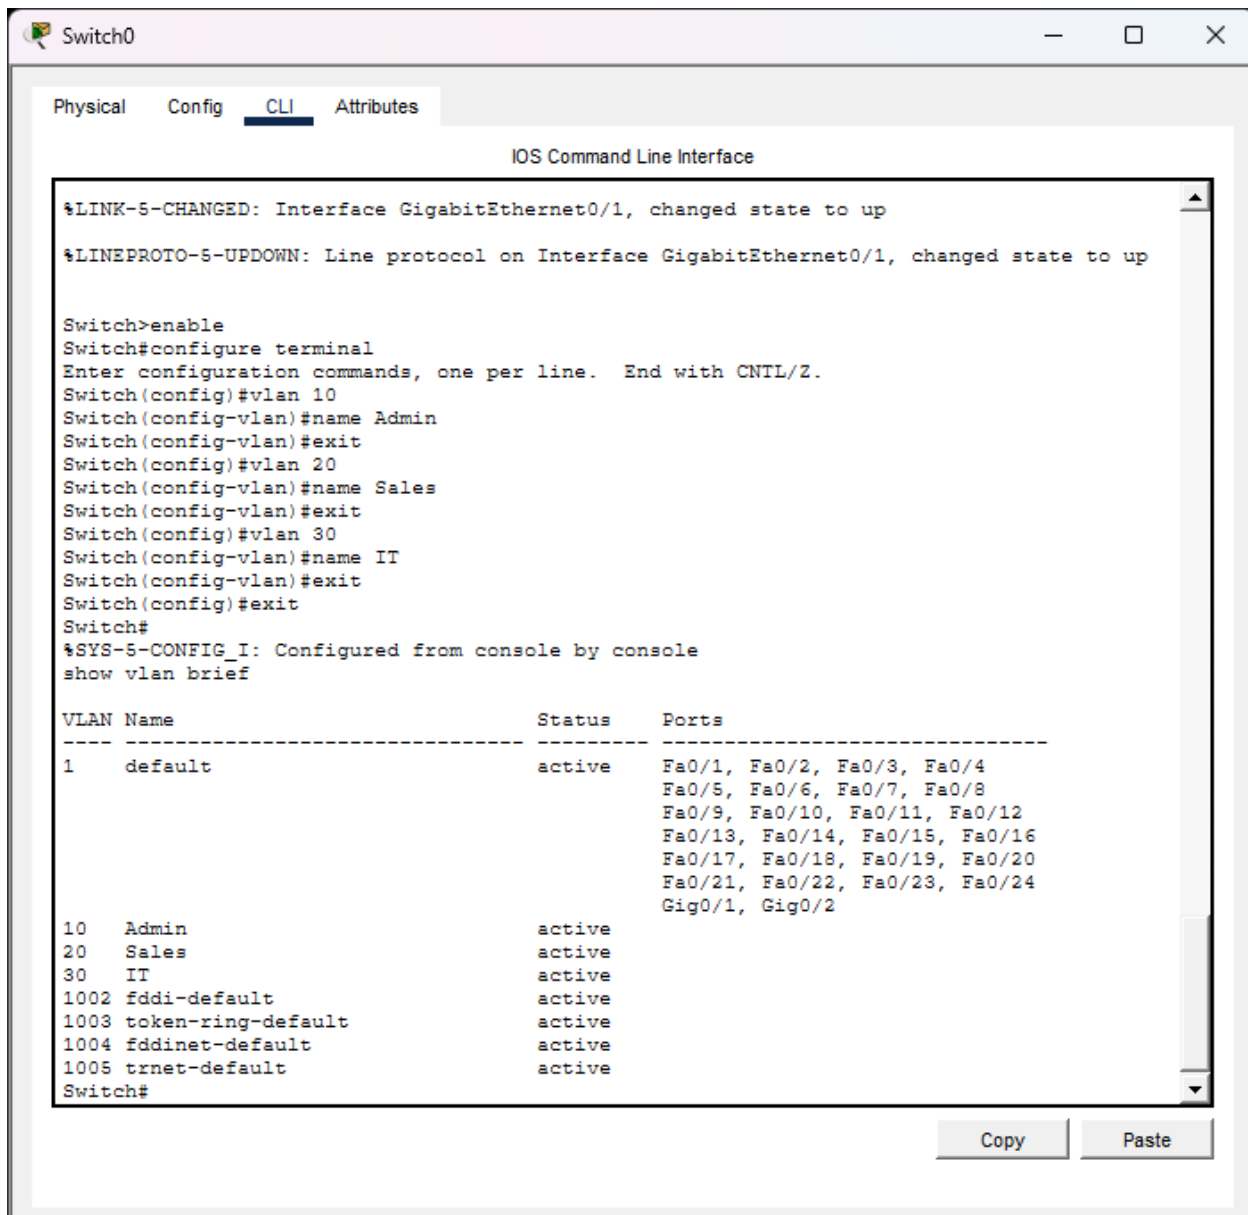 Switch0
Physical Config CLI Attributes
IOS Command Line Interface
%LINK-5-CHANGED: Interface GigabitEthernet0/1, changed state to up
%LINEPROTO-5-UPDOWN: Line protocol on Interface GigabitEthernet0/1, changed state to up
Switch>enable
Switch#configure terminal
Enter configuration commands, one per line.  End with CNTL/Z.
Switch(config)#vlan 10
Switch(config-vlan)#name Admin
Switch(config-vlan)#exit
Switch(config)#vlan 20
Switch(config-vlan)#name Sales
Switch(config-vlan)#exit
Switch(config)#vlan 30
Switch(config-vlan)#name IT
Switch(config-vlan)#exit
Switch(config)#exit
Switch#
%SYS-5-CONFIG_I: Configured from console by console
show vlan brief
VLAN Name                             Status    Ports
---- -------------------------------- --------- -------------------------------
1    default                          active    Fa0/1, Fa0/2, Fa0/3, Fa0/4
                                                Fa0/5, Fa0/6, Fa0/7, Fa0/8
                                                Fa0/9, Fa0/10, Fa0/11, Fa0/12
                                                Fa0/13, Fa0/14, Fa0/15, Fa0/16
                                                Fa0/17, Fa0/18, Fa0/19, Fa0/20
                                                Fa0/21, Fa0/22, Fa0/23, Fa0/24
                                                Gig0/1, Gig0/2
10   Admin                            active
20   Sales                            active
30   IT                               active
1002 fddi-default                     active
1003 token-ring-default               active
1004 fddinet-default                  active
1005 trnet-default                    active
Switch#
Copy Paste